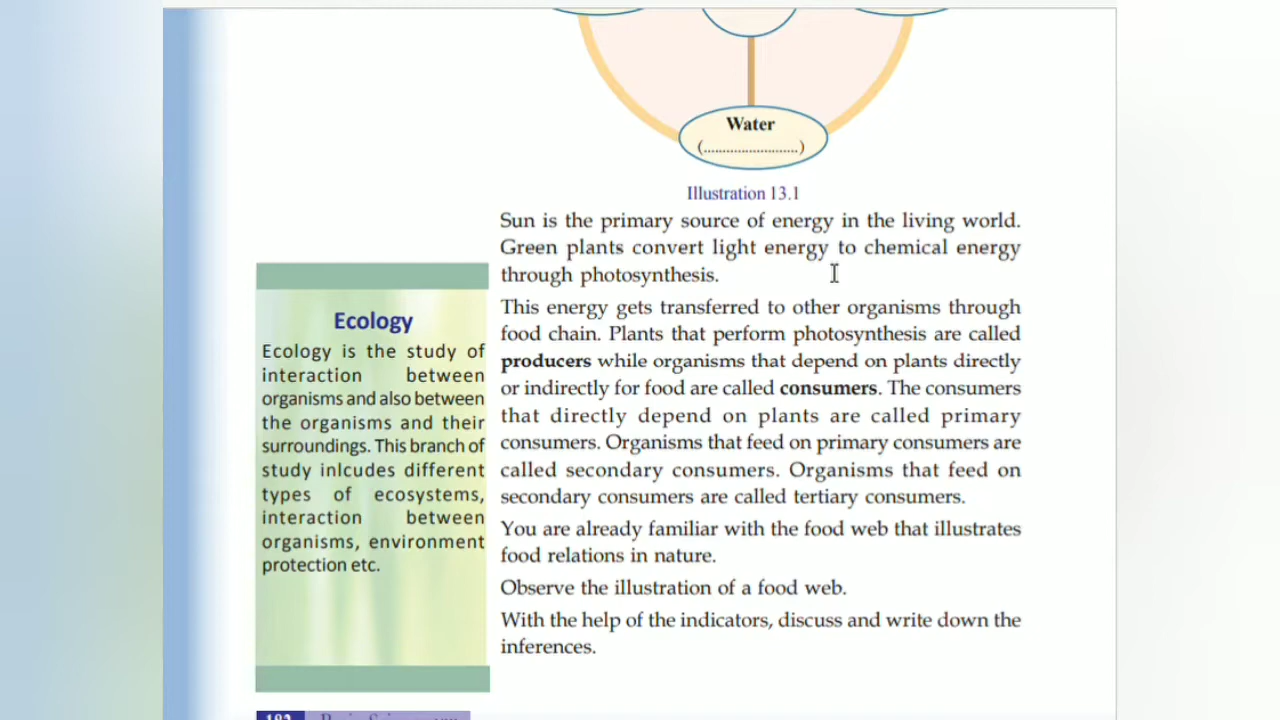 Water
(........................)
Illustration 13.1
Sun is the primary source of energy in the living world.
Green plants convert light energy to chemical energy
through photosynthesis.
This energy gets transferred to other organisms through
food chain. Plants that perform photosynthesis are called
producers while organisms that depend on plants directly
or indirectly for food are called consumers. The consumers
that directly depend on plants are called primary
consumers. Organisms that feed on primary consumers are
called secondary consumers. Organisms that feed on
secondary consumers are called tertiary consumers.
You are already familiar with the food web that illustrates
food relations in nature.
Observe the illustration of a food web.
With the help of the indicators, discuss and write down the
inferences.
Ecology
Ecology is the study of
interaction between
organisms and also between
the organisms and their
surroundings. This branch of
study inlcudes different
types of ecosystems,
interaction between
organisms, environment
protection etc.